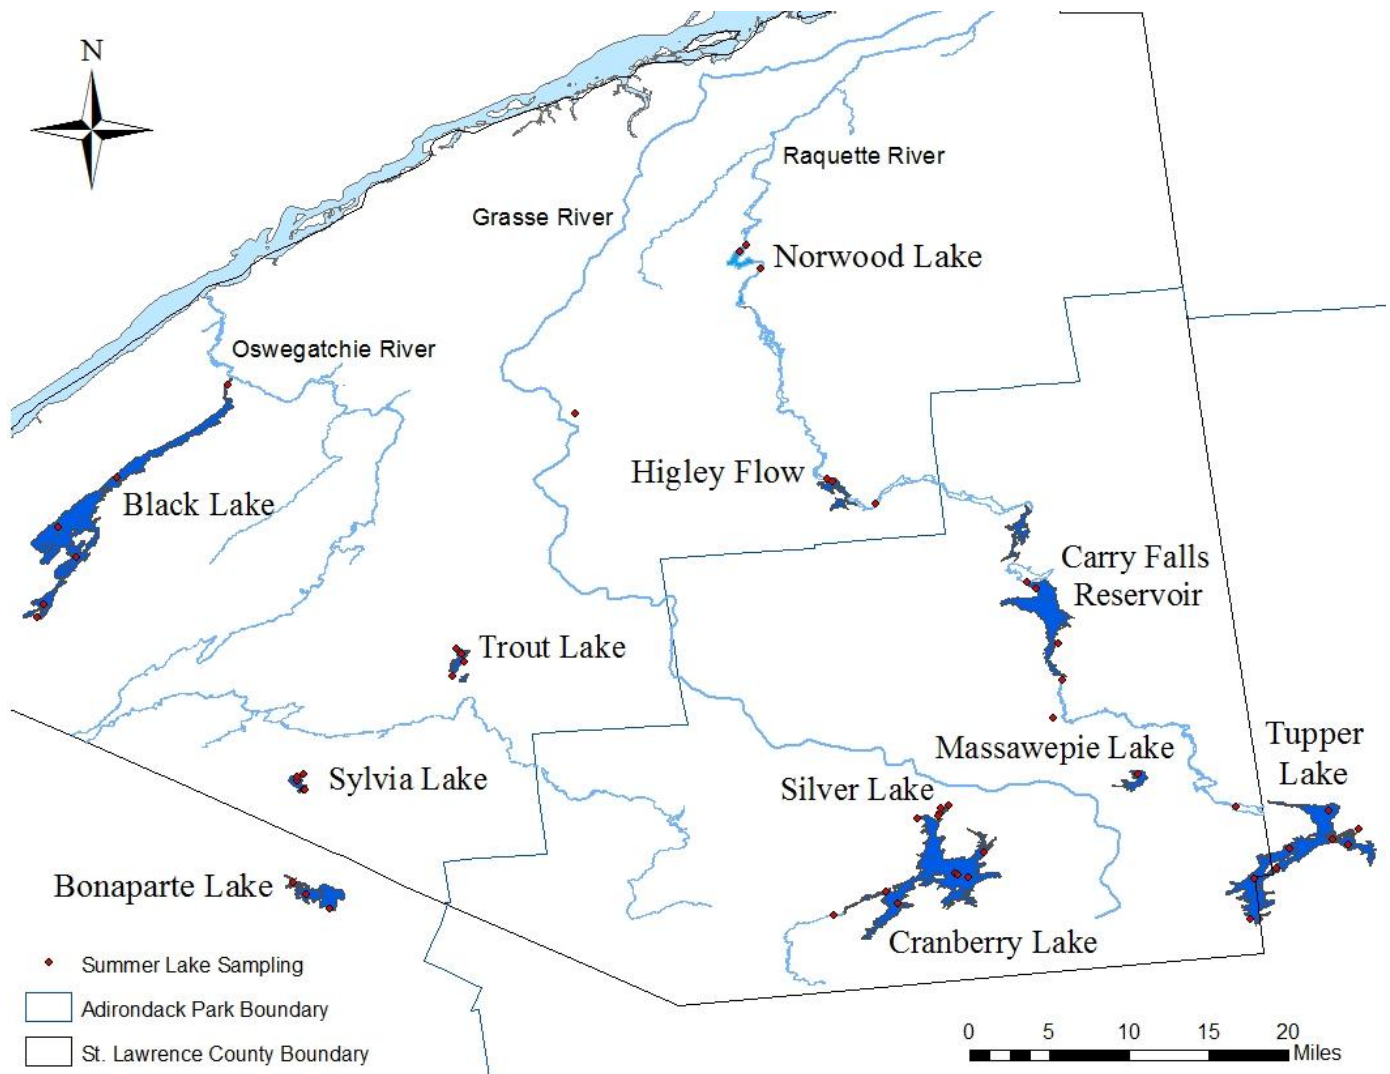 N
Raquette River
Grasse River
Norwood Lake
Oswegatchie River
Higley Flow
Black Lake
Carry Falls
Reservoir
Trout Lake
Massawepie Lake
Tupper
Lake
Sylvia Lake
Silver Lake
Bonaparte Lake
Cranberry Lake
Summer Lake Sampling
Adirondack Park Boundary
St. Lawrence County Boundary
0 5 10 15 20
Miles